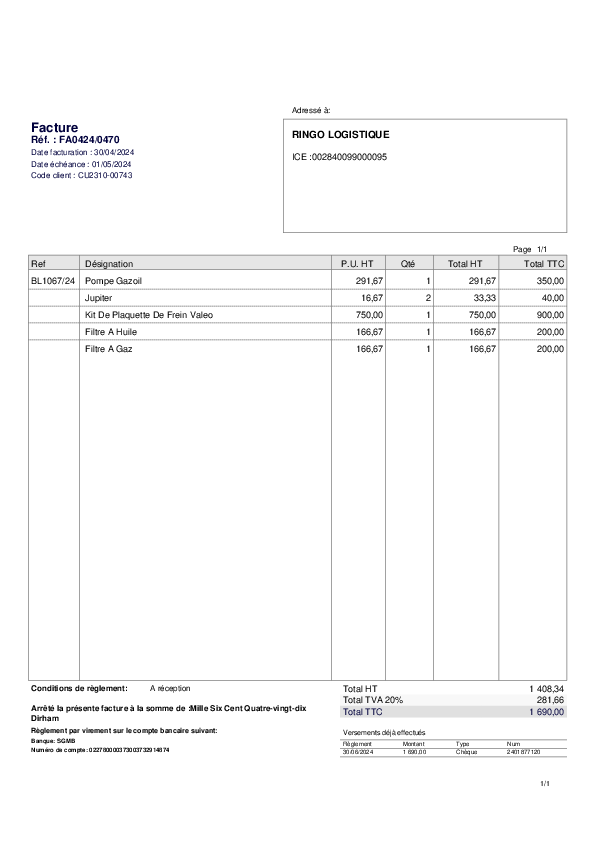 Adressé à:
Facture
Réf. : FA0424/0470
Date facturation : 30/04/2024
Date échéance : 01/05/2024
Code client : CU2310-00743
RINGO LOGISTIQUE
ICE :002840099000095
Page 1/1
Ref Désignation P.U. HT Qté Total HT Total TTC
BL1067/24 Pompe Gazoil 291,67 1 291,67 350,00
Jupiter 16,67 2 33,33 40,00
Kit De Plaquette De Frein Valeo 750,00 1 750,00 900,00
Filtre A Huile 166,67 1 166,67 200,00
Filtre A Gaz 166,67 1 166,67 200,00
Conditions de règlement: A réception
Total HT 1 408,34
Total TVA 20% 281,66
Total TTC 1 690,00
Arrêté la présente facture à la somme de :Mille Six Cent Quatre-vingt-dix
Dirham
Règlement par virement sur le compte bancaire suivant:
Banque: SGMB
Numéro de compte: 02278000373003732914874
Versements déjà effectués
Règlement Montant Type Num
30/06/2024 1 690,00 Chèque 2401877120
1/1